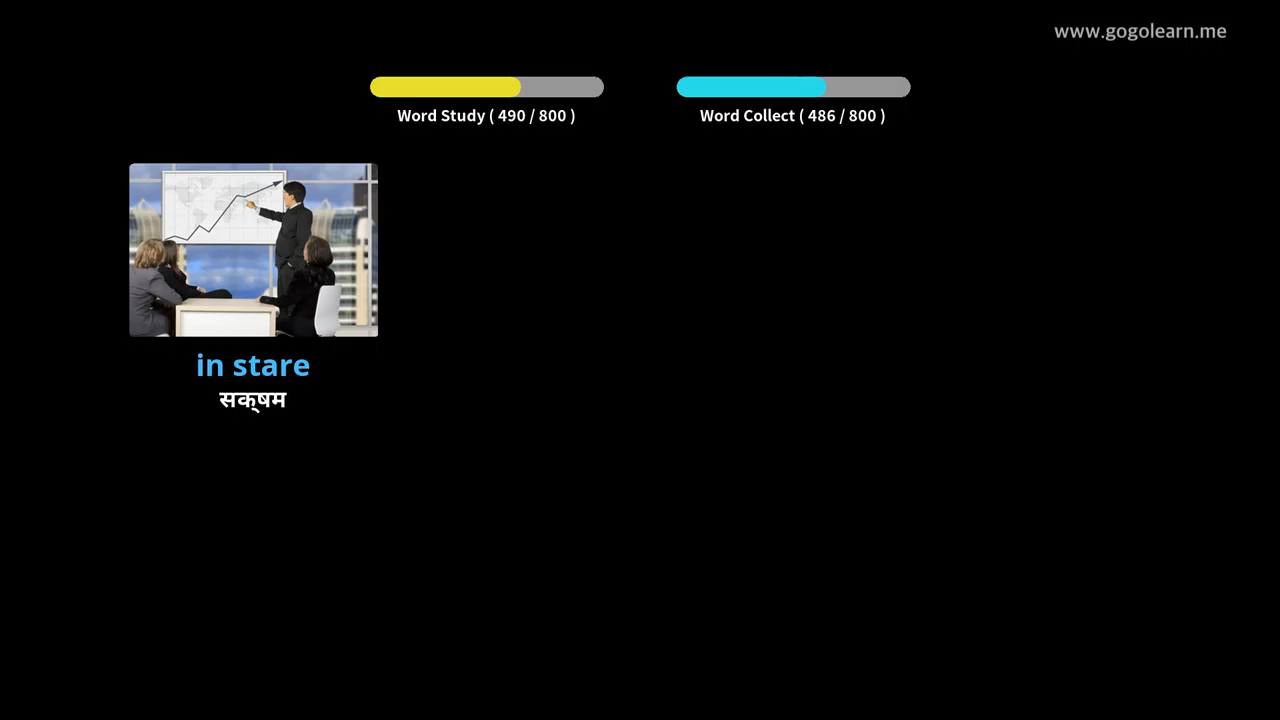 www.gogolearn.me
Word Study ( 490 / 800 )
Word Collect ( 486 / 800 )
in stare
सक्षम